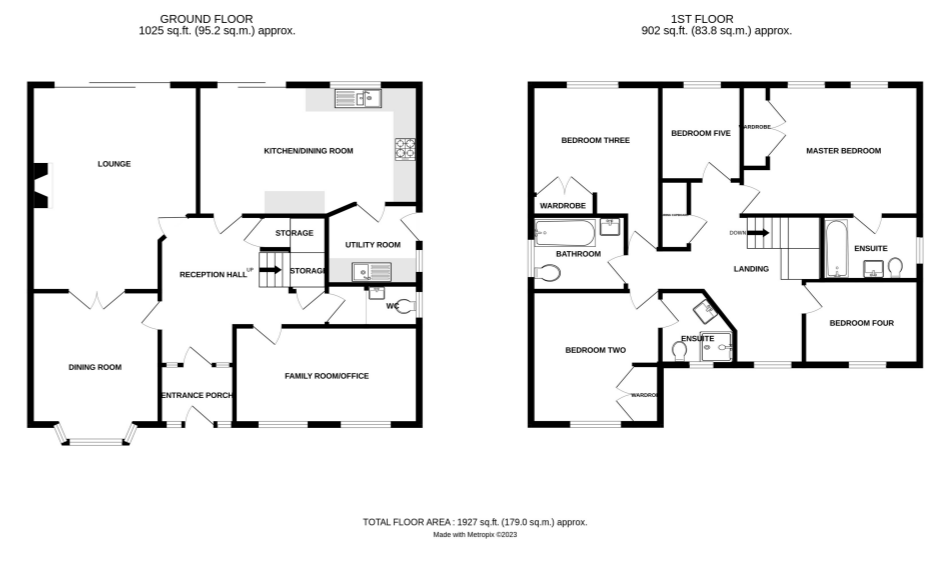 GROUND FLOOR
1025 sq.ft. (95.2 sq.m.) approx.
LOUNGE
KITCHEN/DINING ROOM
STORAGE
UTILITY ROOM
RECEPTION HALL
UP
STORAGE
WC
DINING ROOM
FAMILY ROOM/OFFICE
ENTRANCE PORCH
1ST FLOOR
902 sq.ft. (83.8 sq.m.) approx.
BEDROOM THREE
BEDROOM FIVE
WARDROBE
MASTER BEDROOM
WARDROBE
DOWN
BATHROOM
ENSUITE
LANDING
BEDROOM FOUR
ENSUITE
BEDROOM TWO
WARDROBE
TOTAL FLOOR AREA : 1927 sq.ft. (179.0 sq.m.) approx.
Made with Metropix ©2023